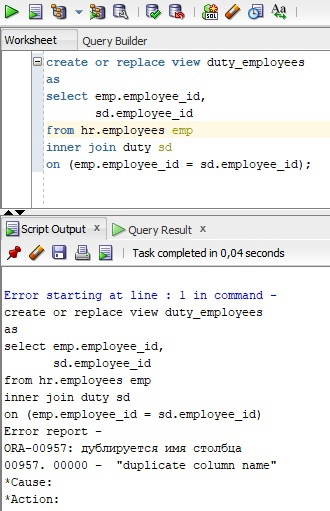 SQL
Aa
Worksheet Query Builder
create or replace view duty_employees
as
select emp.employee_id,
sd.employee_id
from hr.employees emp
inner join duty sd
on (emp.employee_id = sd.employee_id);
Script Output x Query Result x
Task completed in 0,04 seconds
Error starting at line : 1 in command -
create or replace view duty_employees
as
select emp.employee_id,
sd.employee_id
from hr.employees emp
inner join duty sd
on (emp.employee_id = sd.employee_id)
Error report -
ORA-00957: дублируется имя столбца
00957. 00000 - "duplicate column name"
*Cause:
*Action: